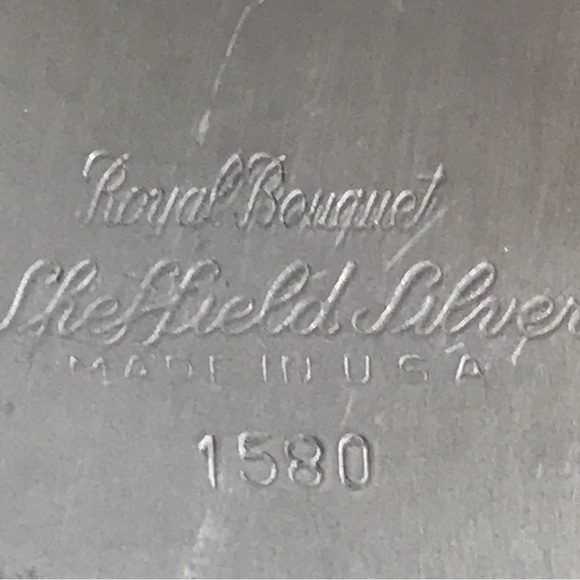 Royal Bouquet
Sheffield Silver
MADE IN U S A
1580